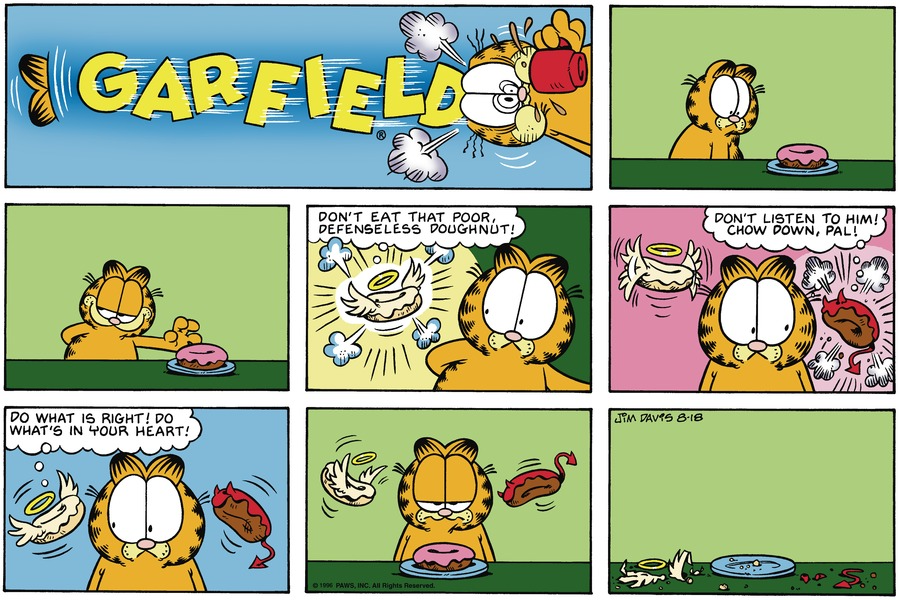 GARFIELD
®
DON'T EAT THAT POOR,
DEFENSELESS DOUGHNUT!
DON'T LISTEN TO HIM!
CHOW DOWN, PAL!
DO WHAT IS RIGHT! DO
WHAT'S IN YOUR HEART!
© 1996 PAWS, INC. All Rights Reserved.
JIM DAVIS 8-18